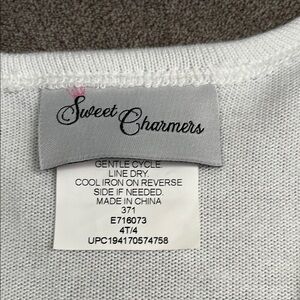 Sweet Charmers
GENTLE CYCLE.
LINE DRY.
COOL IRON ON REVERSE
SIDE IF NEEDED.
MADE IN CHINA
371
E716073
4T/4
UPC194170574758